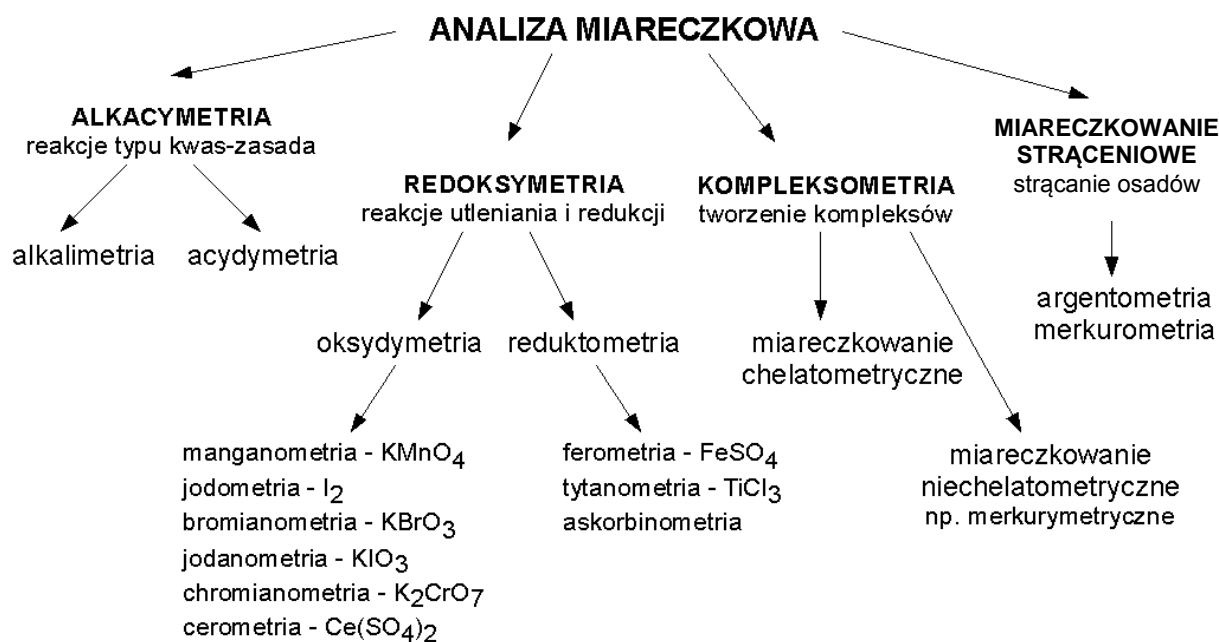 ANALIZA MIARECZKOWA
ALKACYMETRIA
reakcje typu kwas-zasada
alkalimetria
acydymetria
REDOKSYMETRIA
reakcje utleniania i redukcji
oksydymetria
manganometria - KMnO4
jodometria - I2
bromianometria - KBrO3
jodanometria - KIO3
chromianometria - K2CrO7
cerometria - Ce(SO4)2
reduktometria
ferometria - FeSO4
tytanometria - TiCl3
askorbinometria
KOMPLEKSOMETRIA
tworzenie kompleksów
miareczkowanie
chelatometryczne
miareczkowanie
niechelatometryczne
np. merkurymetryczne
MIARECZKOWANIE
STRĄCENIOWE
strącanie osadów
argentometria
merkurometria